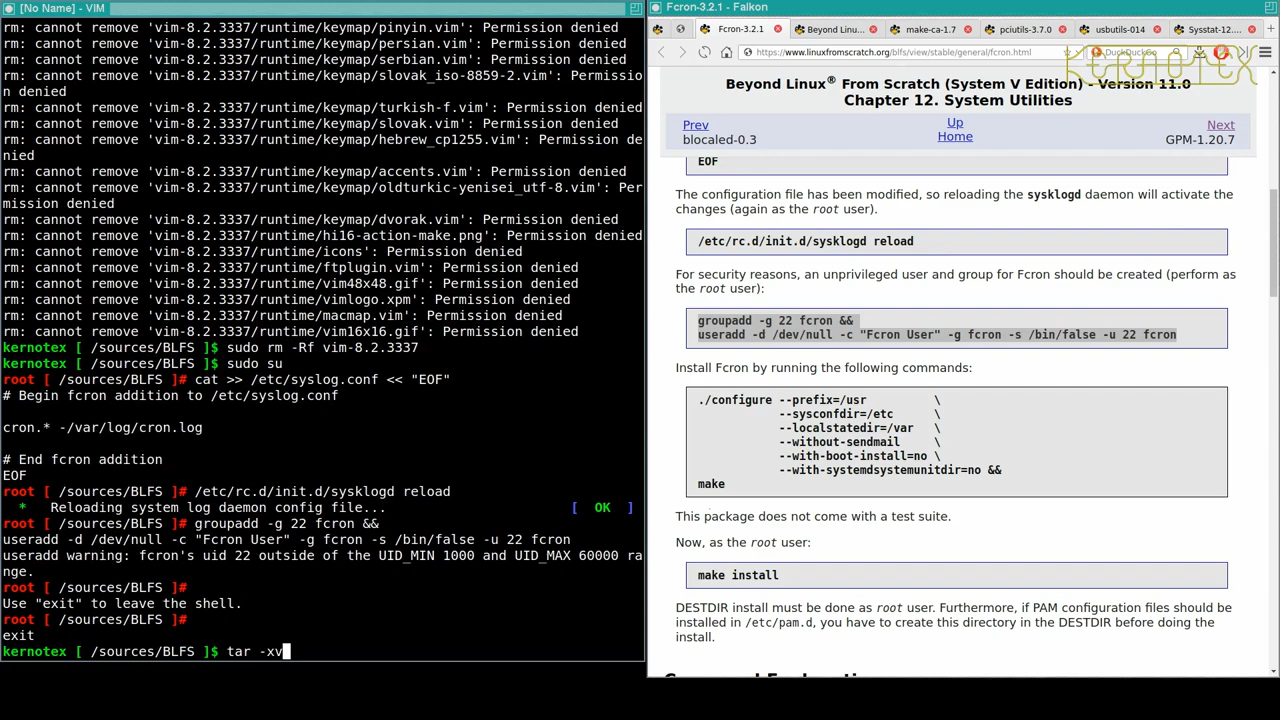 [No Name] - VIM
rm: cannot remove 'vim-8.2.3337/runtime/keymap/pinyin.vim': Permission denied
rm: cannot remove 'vim-8.2.3337/runtime/keymap/persian.vim': Permission denied
rm: cannot remove 'vim-8.2.3337/runtime/keymap/serbian.vim': Permission denied
rm: cannot remove 'vim-8.2.3337/runtime/keymap/slovak_iso-8859-2.vim': Permissio
n denied
rm: cannot remove 'vim-8.2.3337/runtime/keymap/turkish-f.vim': Permission denied
rm: cannot remove 'vim-8.2.3337/runtime/keymap/slovak.vim': Permission denied
rm: cannot remove 'vim-8.2.3337/runtime/keymap/hebrew_cp1255.vim': Permission de
nied
rm: cannot remove 'vim-8.2.3337/runtime/keymap/accents.vim': Permission denied
rm: cannot remove 'vim-8.2.3337/runtime/keymap/oldturkic-yenisei_utf-8.vim': Per
mission denied
rm: cannot remove 'vim-8.2.3337/runtime/keymap/dvorak.vim': Permission denied
rm: cannot remove 'vim-8.2.3337/runtime/hi16-action-make.png': Permission denied
rm: cannot remove 'vim-8.2.3337/runtime/icons': Permission denied
rm: cannot remove 'vim-8.2.3337/runtime/ftplugin.vim': Permission denied
rm: cannot remove 'vim-8.2.3337/runtime/vim48x48.gif': Permission denied
rm: cannot remove 'vim-8.2.3337/runtime/vimlogo.xpm': Permission denied
rm: cannot remove 'vim-8.2.3337/runtime/macmap.vim': Permission denied
rm: cannot remove 'vim-8.2.3337/runtime/vim16x16.gif': Permission denied
kernotex [ /sources/BLFS ]$ sudo rm -Rf vim-8.2.3337
kernotex [ /sources/BLFS ]$ sudo su
root [ /sources/BLFS ]# cat >> /etc/syslog.conf << "EOF"
# Begin fcron addition to /etc/syslog.conf
cron.* -/var/log/cron.log
# End fcron addition
EOF
root [ /sources/BLFS ]# /etc/rc.d/init.d/sysklogd reload
* Reloading system log daemon config file... [ OK ]
root [ /sources/BLFS ]# groupadd -g 22 fcron &&
useradd -d /dev/null -c "Fcron User" -g fcron -s /bin/false -u 22 fcron
useradd warning: fcron's uid 22 outside of the UID_MIN 1000 and UID_MAX 60000 ra
nge.
root [ /sources/BLFS ]#
Use "exit" to leave the shell.
root [ /sources/BLFS ]#
exit
kernotex [ /sources/BLFS ]$ tar -xv
Fcron-3.2.1 - Falkon
Fcron-3.2.1 Beyond Linu... make-ca-1.7 pciutils-3.7.0 usbutils-014 Sysstat-12....
https://www.linuxfromscratch.org/blfs/view/stable/general/fcron.html DuckDuckGo
KERNOTEX
Beyond Linux® From Scratch (System V Edition) - Version 11.0
Chapter 12. System Utilities
Prev Up Next
blocaled-0.3 Home GPM-1.20.7
EOF
The configuration file has been modified, so reloading the sysklogd daemon will activate the
changes (again as the root user).
/etc/rc.d/init.d/sysklogd reload
For security reasons, an unprivileged user and group for Fcron should be created (perform as
the root user):
groupadd -g 22 fcron &&
useradd -d /dev/null -c "Fcron User" -g fcron -s /bin/false -u 22 fcron
Install Fcron by running the following commands:
./configure --prefix=/usr \
--sysconfdir=/etc \
--localstatedir=/var \
--without-sendmail \
--with-boot-install=no \
--with-systemdsystemunitdir=no &&
make
This package does not come with a test suite.
Now, as the root user:
make install
DESTDIR install must be done as root user. Furthermore, if PAM configuration files should be
installed in /etc/pam.d, you have to create this directory in the DESTDIR before doing the
install.